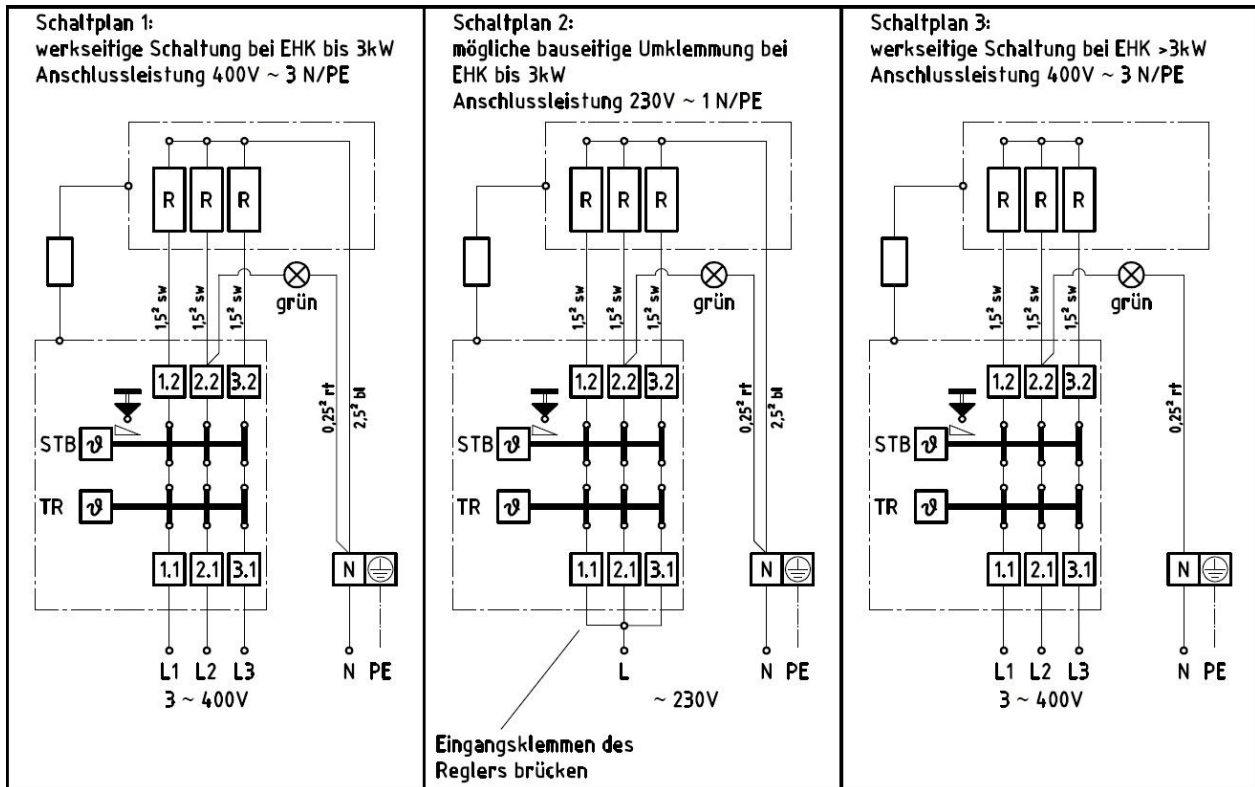 Schaltplan 1:
werkseitige Schaltung bei EHK bis 3kW
Anschlussleistung 400V ~ 3 N/PE
R R R
grün
1,5² sw 1,5² sw 1,5² sw
1.2 2.2 3.2
0,25² rt
2,5² bl
STB ϑ
TR ϑ
1.1 2.1 3.1
N
L1 L2 L3
N PE
3 ~ 400V
Schaltplan 2:
mögliche bauseitige Umklemmung bei
EHK bis 3kW
Anschlussleistung 230V ~ 1 N/PE
R R R
grün
1,5² sw 1,5² sw 1,5² sw
1.2 2.2 3.2
0,25² rt
2,5² bl
STB ϑ
TR ϑ
1.1 2.1 3.1
N
L
N PE
~ 230V
Eingangsklemmen des
Reglers brücken
Schaltplan 3:
werkseitige Schaltung bei EHK >3kW
Anschlussleistung 400V ~ 3 N/PE
R R R
grün
1,5² sw 1,5² sw 1,5² sw
1.2 2.2 3.2
0,25² rt
STB ϑ
TR ϑ
1.1 2.1 3.1
N
L1 L2 L3
N PE
3 ~ 400V